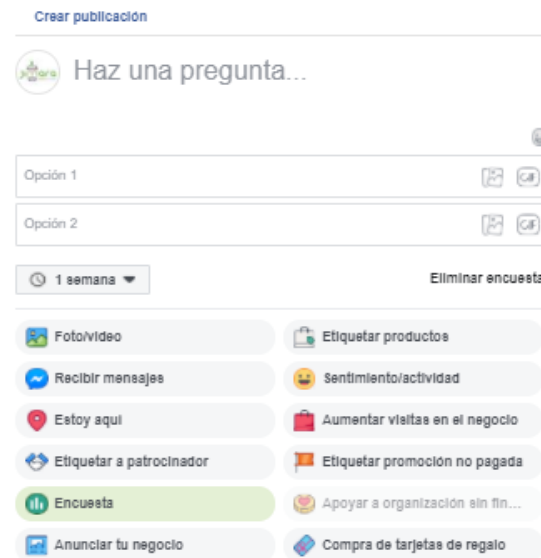 Crear publicación
Haz una pregunta...
Opción 1
GIF
Opción 2
GIF
1 semana
Eliminar encuesta
Foto/video
Etiquetar productos
Recibir mensajes
Sentimiento/actividad
Estoy aquí
Aumentar visitas en el negocio
Etiquetar a patrocinador
Etiquetar promoción no pagada
Encuesta
Apoyar a organización sin fin...
Anunciar tu negocio
Compra de tarjetas de regalo